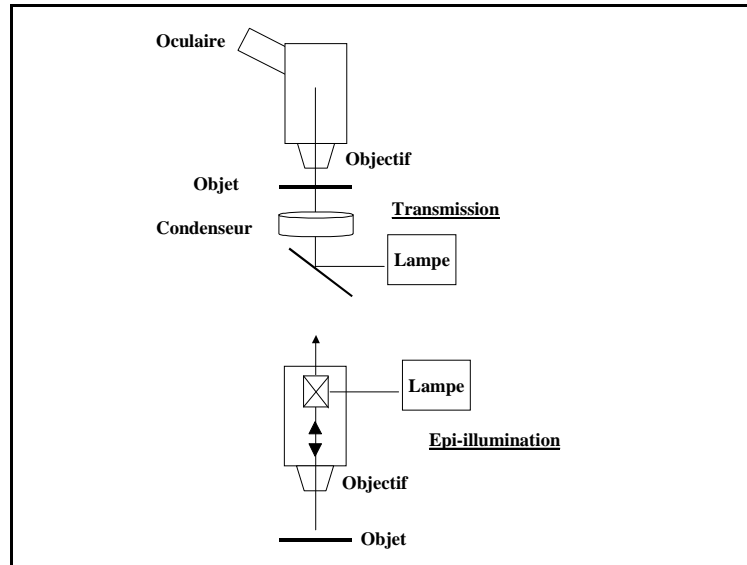 Oculaire
Objectif
Objet
Transmission
Condenseur
Lampe
Lampe
Epi-illumination
Objectif
Objet